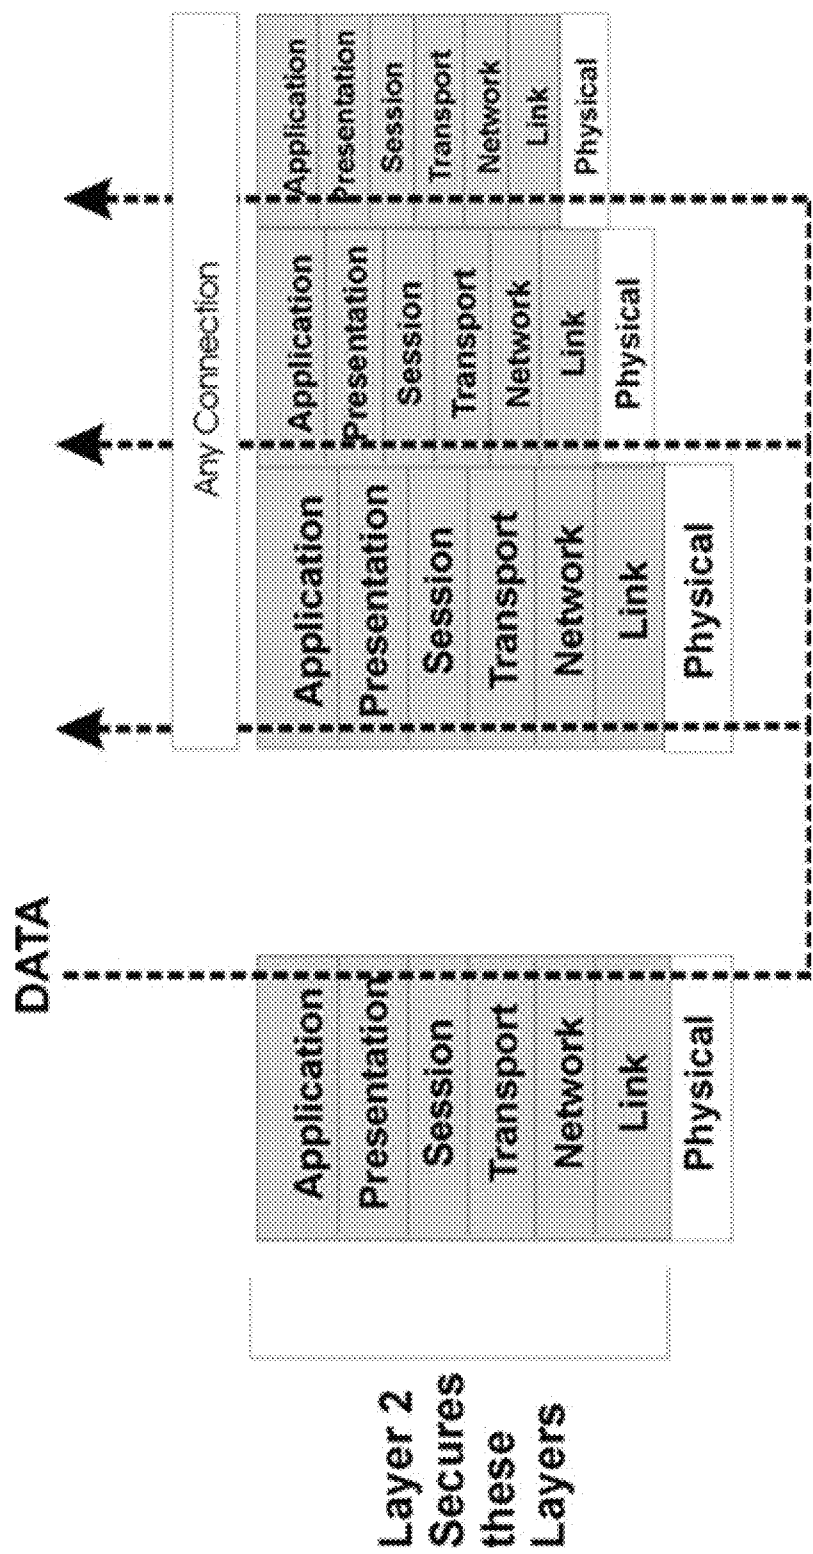 DATA
Any Connection
Layer 2
Secures
these
Layers
Application
Presentation
Session
Transport
Network
Link
Physical
Application
Presentation
Session
Transport
Network
Link
Physical
Application
Presentation
Session
Transport
Network
Link
Physical
Application
Presentation
Session
Transport
Network
Link
Physical